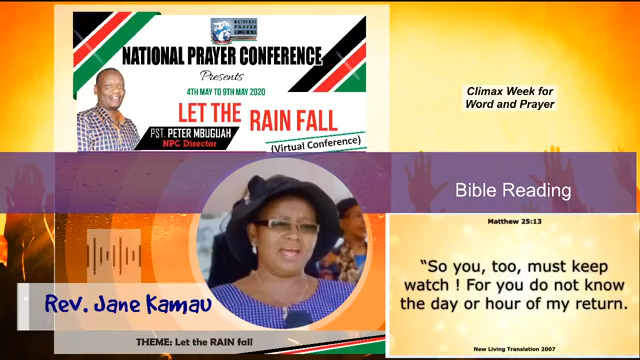 NATIONAL
PRAYER
NATIONAL PRAYER CONFERENCE
Presents
4TH MAY TO 9TH MAY 2020
LET THE RAIN FALL
PST. PETER MBUGUAH
NPC Director
(Virtual Conference)
Climax Week for
Word and Prayer
Bible Reading
Matthew 25:13
“So you, too, must keep
watch ! For you do not know
the day or hour of my return.
New Living Translation 2007
Rev. Jane Kamau
THEME: Let the RAIN fall